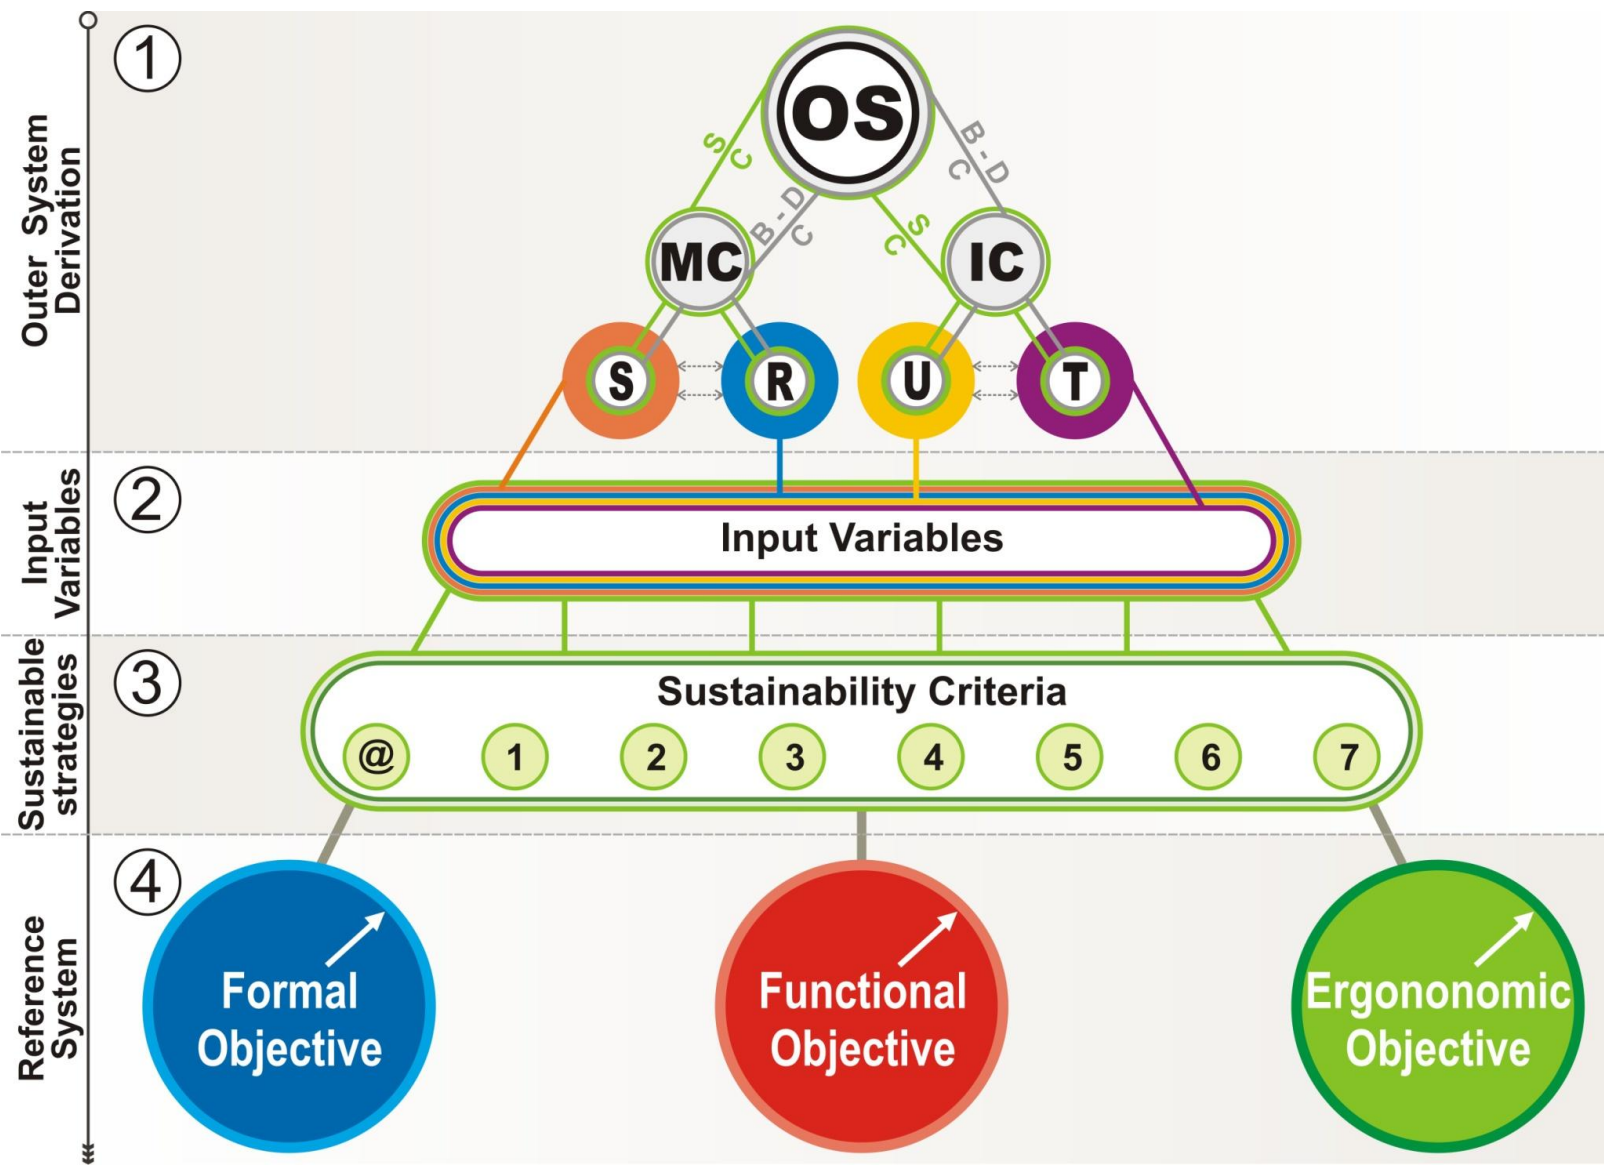 1
Outer System
Derivation
OS
S
C
B - D
C
S
C
B - D
C
MC
IC
S
R
U
T
2
Input
Variables
Input Variables
3
Sustainable
strategies
Sustainability Criteria
@ 1 2 3 4 5 6 7
4
Reference
System
Formal
Objective
Functional
Objective
Ergononomic
Objective